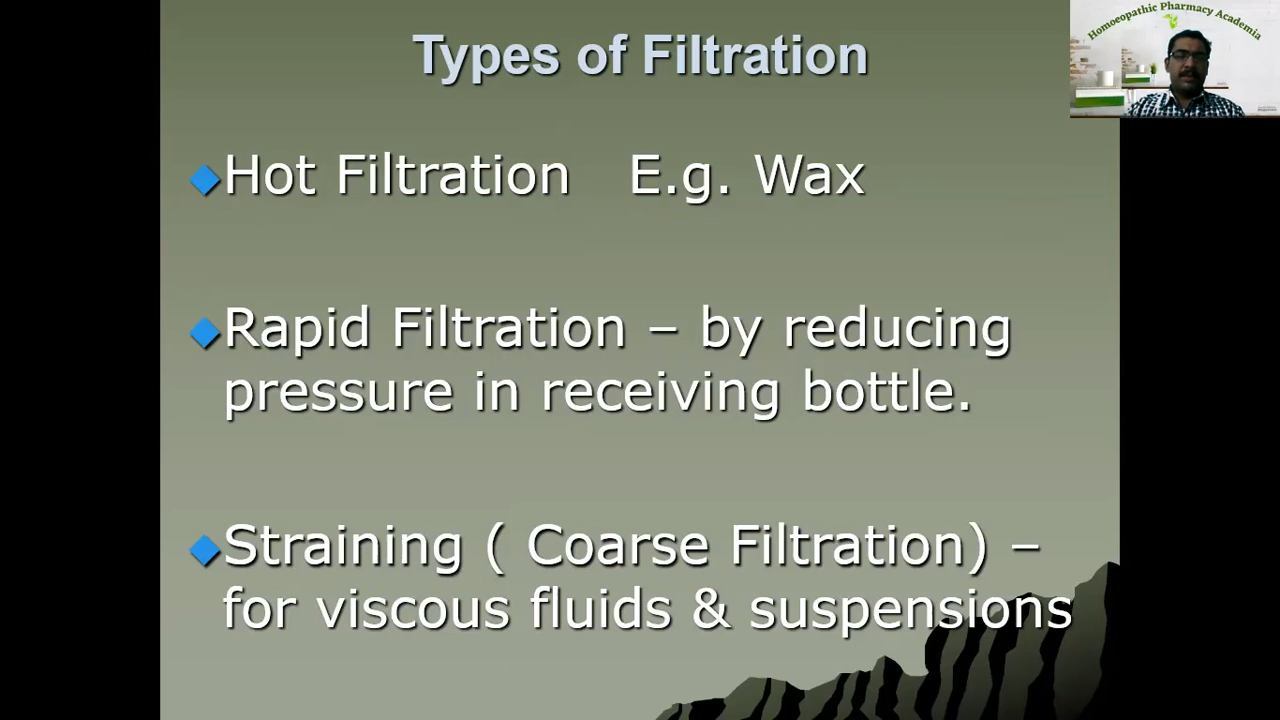 Types of Filtration
Homoeopathic Pharmacy Academia
Hot Filtration E.g. Wax
Rapid Filtration – by reducing
pressure in receiving bottle.
Straining ( Coarse Filtration) –
for viscous fluids & suspensions